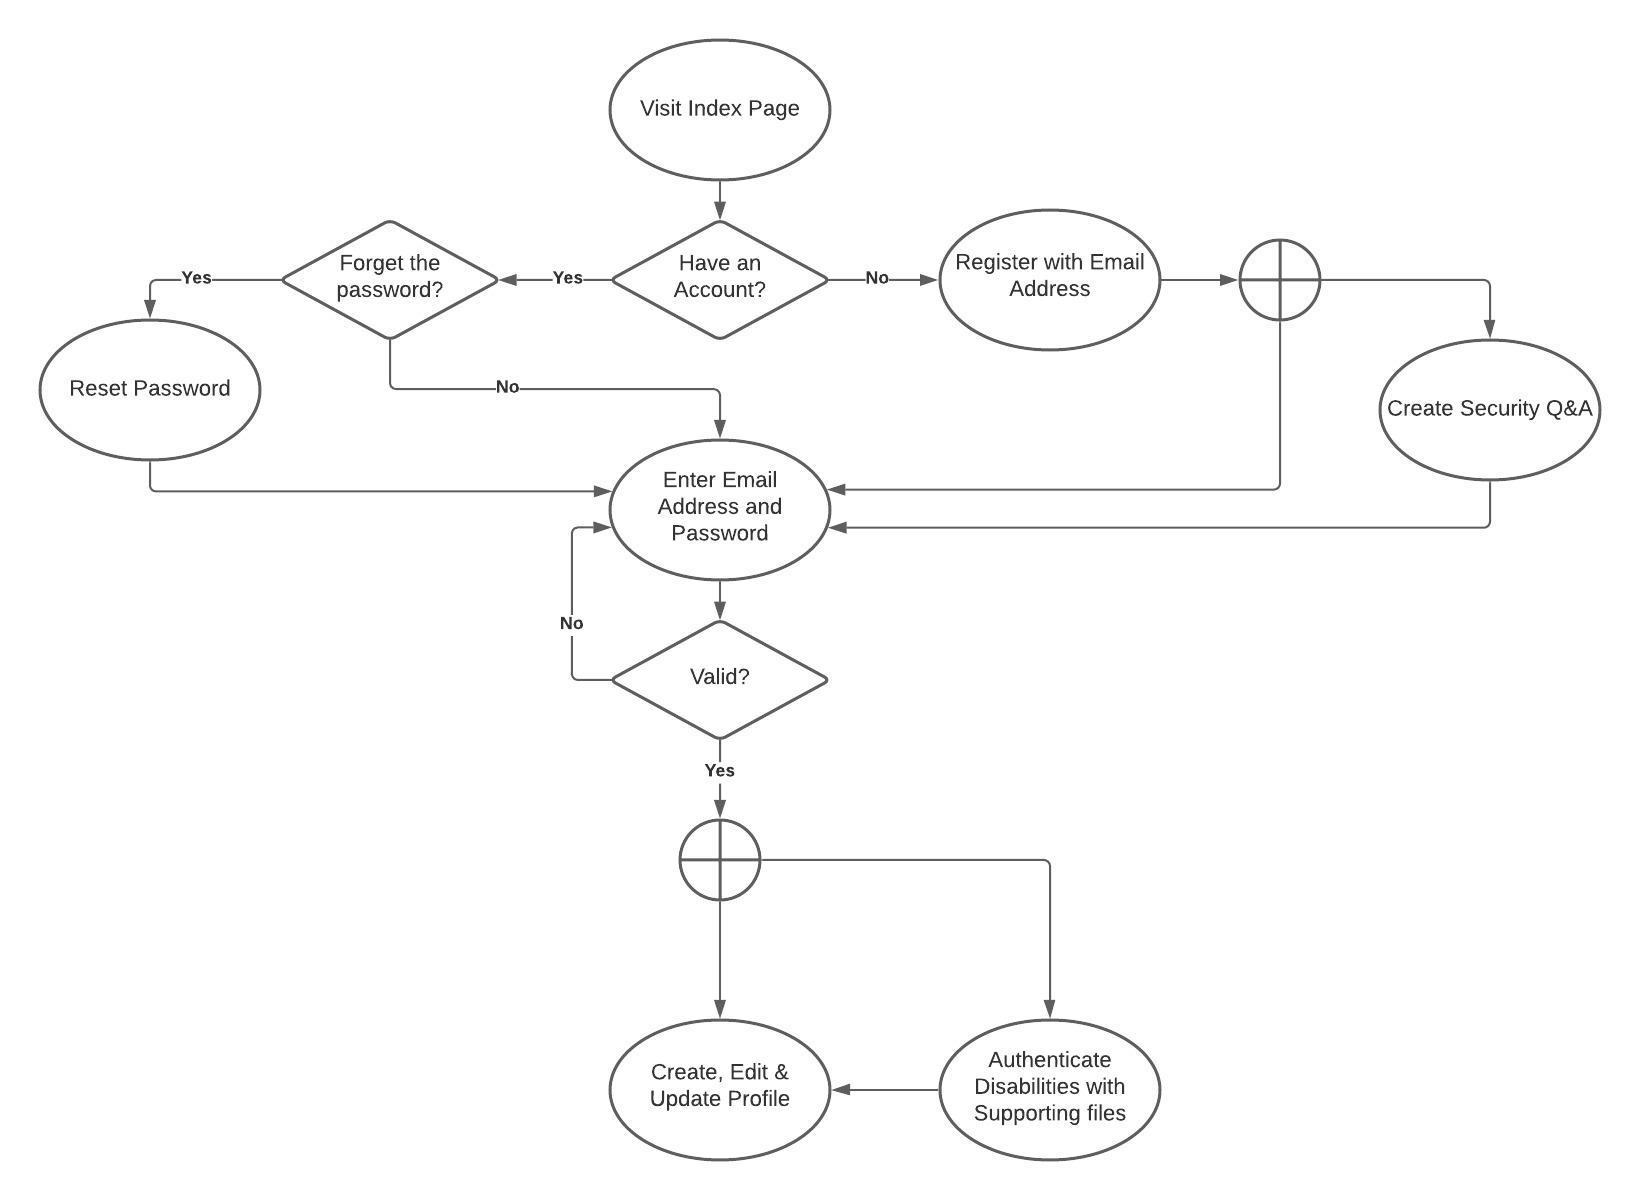 Visit Index Page
Forget the
password?
Have an
Account?
Register with Email
Address
Yes
Yes
No
Reset Password
No
Create Security Q&A
Enter Email
Address and
Password
No
Valid?
Yes
Create, Edit &
Update Profile
Authenticate
Disabilities with
Supporting files